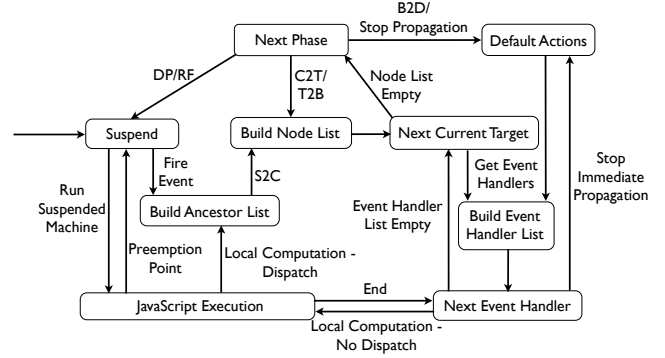 B2D/
Stop Propagation
Next Phase
Default Actions
DP/RF
C2T/
T2B
Node List
Empty
Suspend
Build Node List
Next Current Target
Fire
Event
S2C
Get Event
Handlers
Stop
Immediate
Propagation
Run
Suspended
Machine
Build Ancestor List
Event Handler
List Empty
Build Event
Handler List
Preemption
Point
Local Computation -
Dispatch
JavaScript Execution
End
Next Event Handler
Local Computation -
No Dispatch